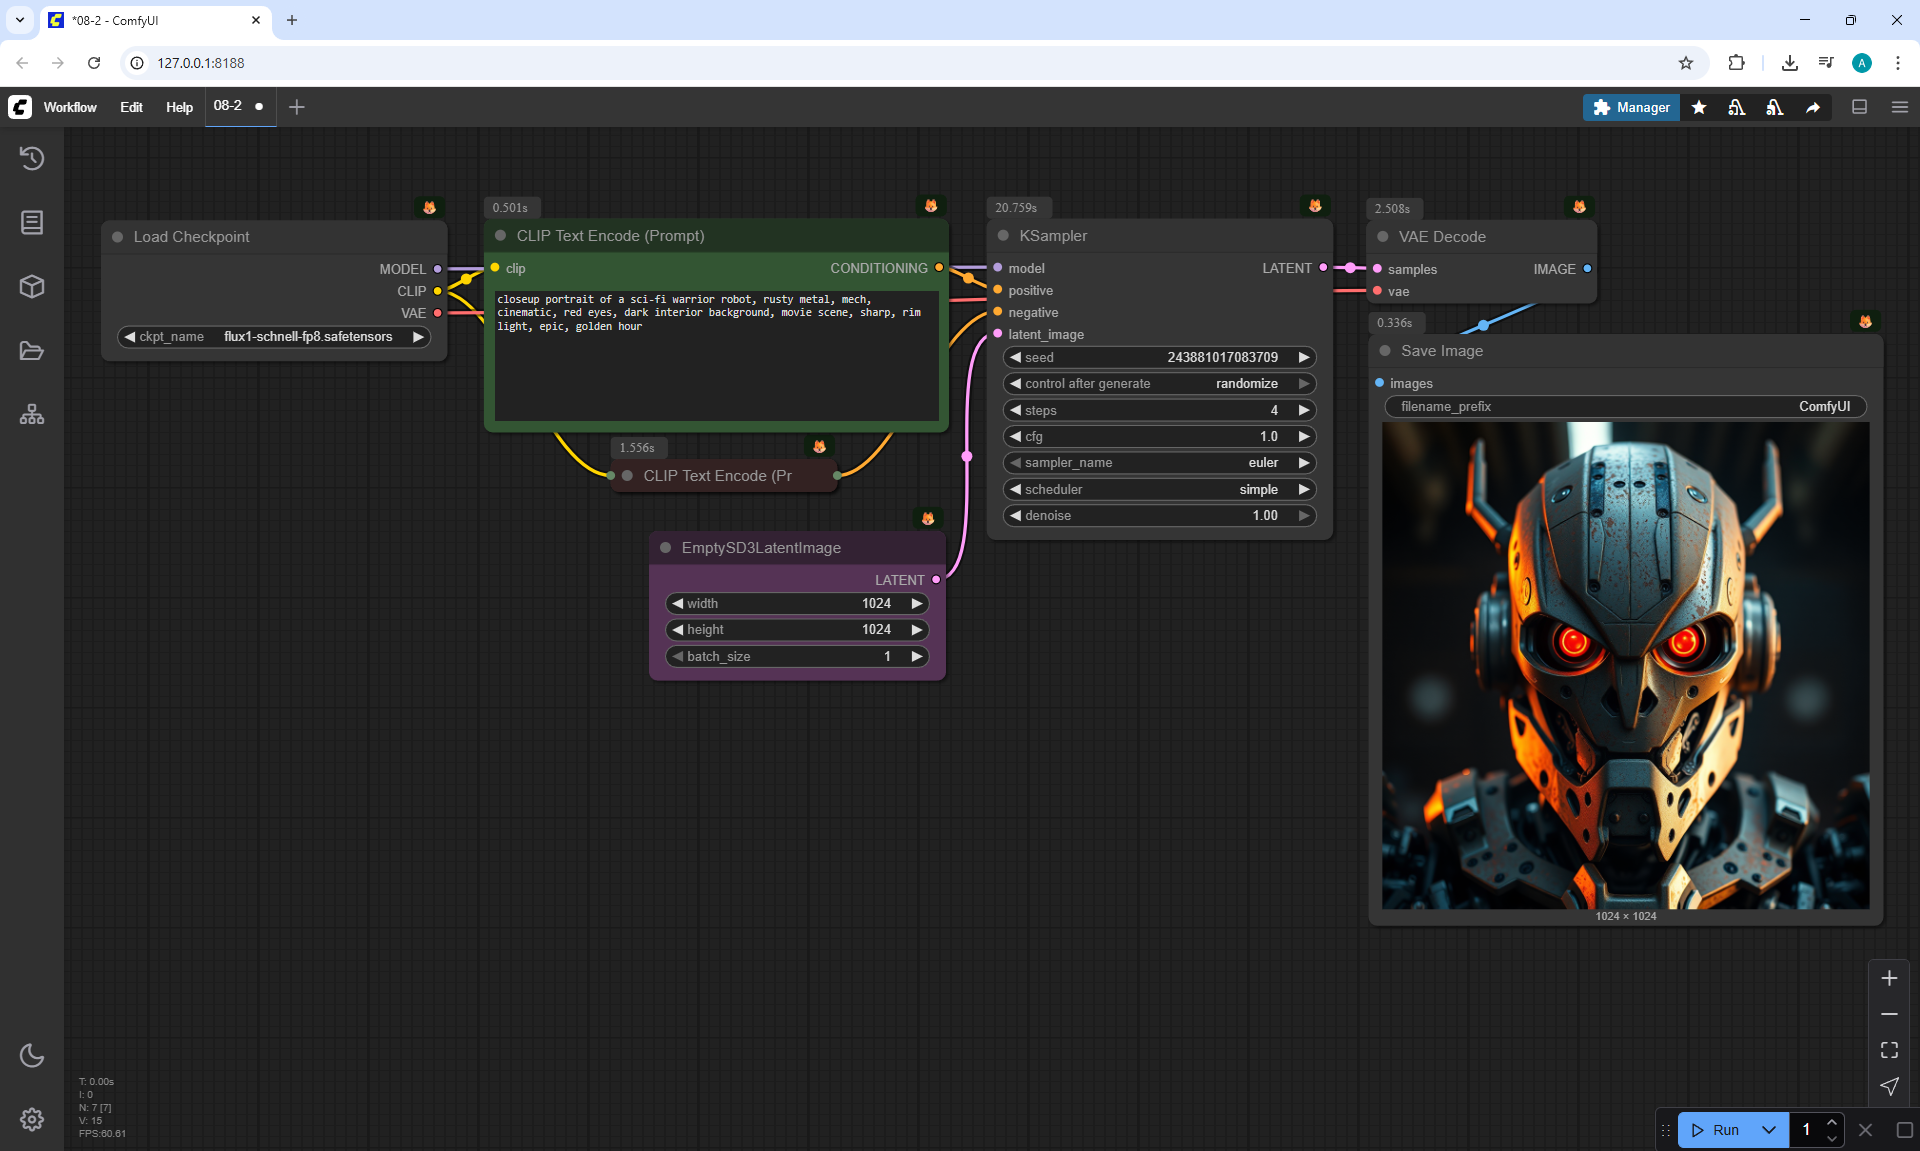 *08-2 - ComfyUI
127.0.0.1:8188
A
Workflow Edit Help 08-2
Manager
Load Checkpoint
MODEL
CLIP
VAE
ckpt_name flux1-schnell-fp8.safetensors
0.501s
CLIP Text Encode (Prompt)
clip CONDITIONING
closeup portrait of a sci-fi warrior robot, rusty metal, mech,
cinematic, red eyes, dark interior background, movie scene, sharp, rim
light, epic, golden hour
1.556s
CLIP Text Encode (Pr
EmptySD3LatentImage
LATENT
width 1024
height 1024
batch_size 1
20.759s
KSampler
model LATENT
positive
negative
latent_image
seed 243881017083709
control after generate randomize
steps 4
cfg 1.0
sampler_name euler
scheduler simple
denoise 1.00
2.508s
VAE Decode
samples IMAGE
vae
0.336s
Save Image
images
filename_prefix ComfyUI
1024 × 1024
T: 0.00s
I: 0
N: 7 [7]
V: 15
FPS:60.61
Run 1